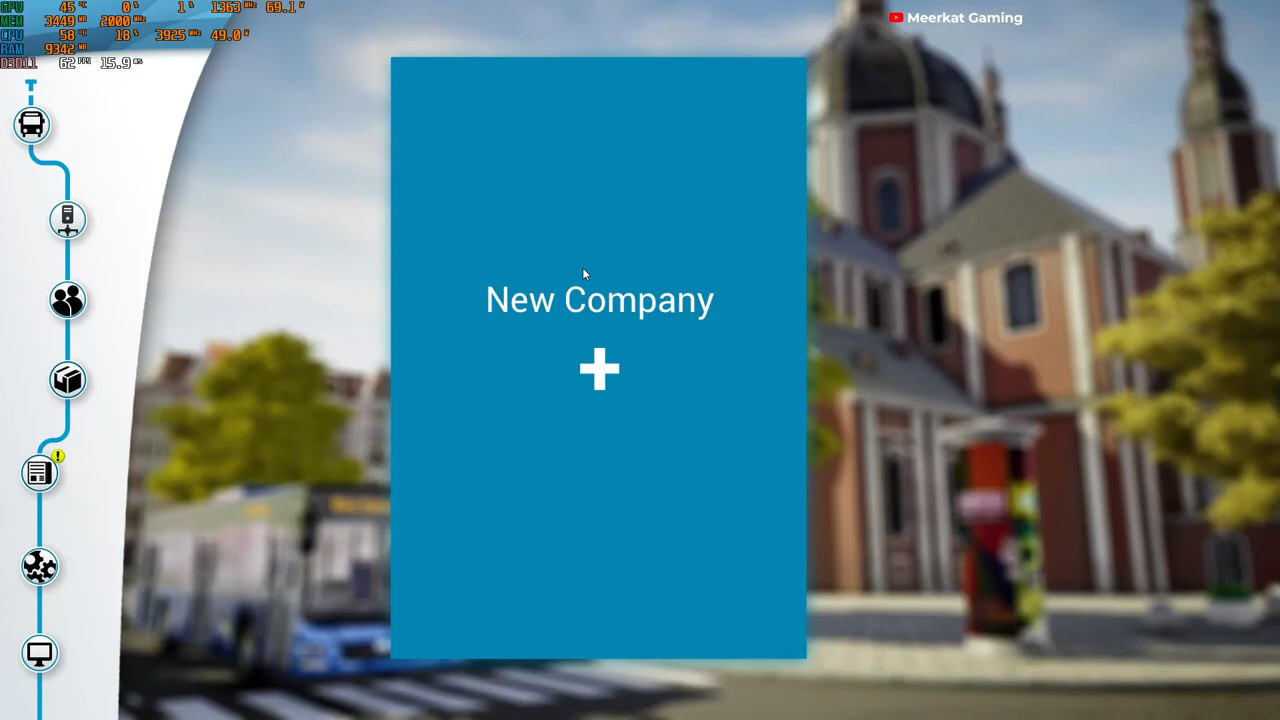 GPU 45 °C 0 % 1 % 1363 MHz 69.1 W
MEM 3449 MB 2000 MHz
CPU 58 °C 18 % 3925 MHz 49.0 W
RAM 9342 MB
D3D11 62 FPS 15.9 ms
Meerkat Gaming
New Company
!